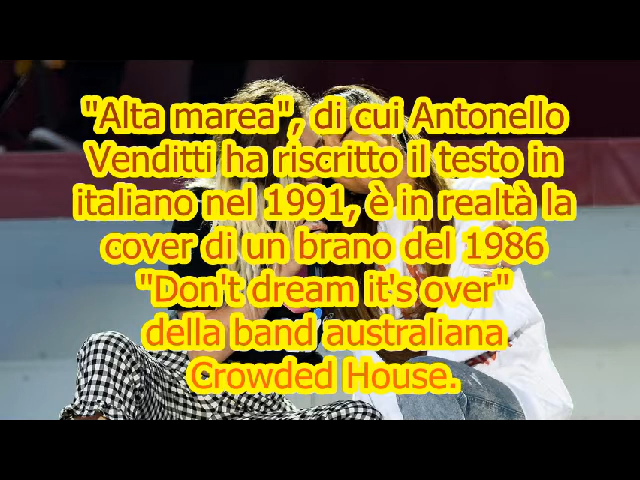 "Alta marea", di cui Antonello
Venditti ha riscritto il testo in
italiano nel 1991, è in realtà la
cover di un brano del 1986
"Don't dream it's over"
della band australiana
Crowded House.